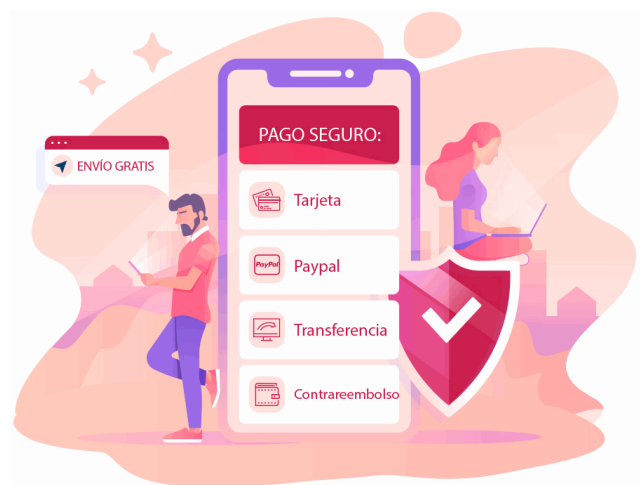 PAGO SEGURO:
ENVÍO GRATIS
Tarjeta
PayPal
Paypal
Transferencia
Contrareembolso